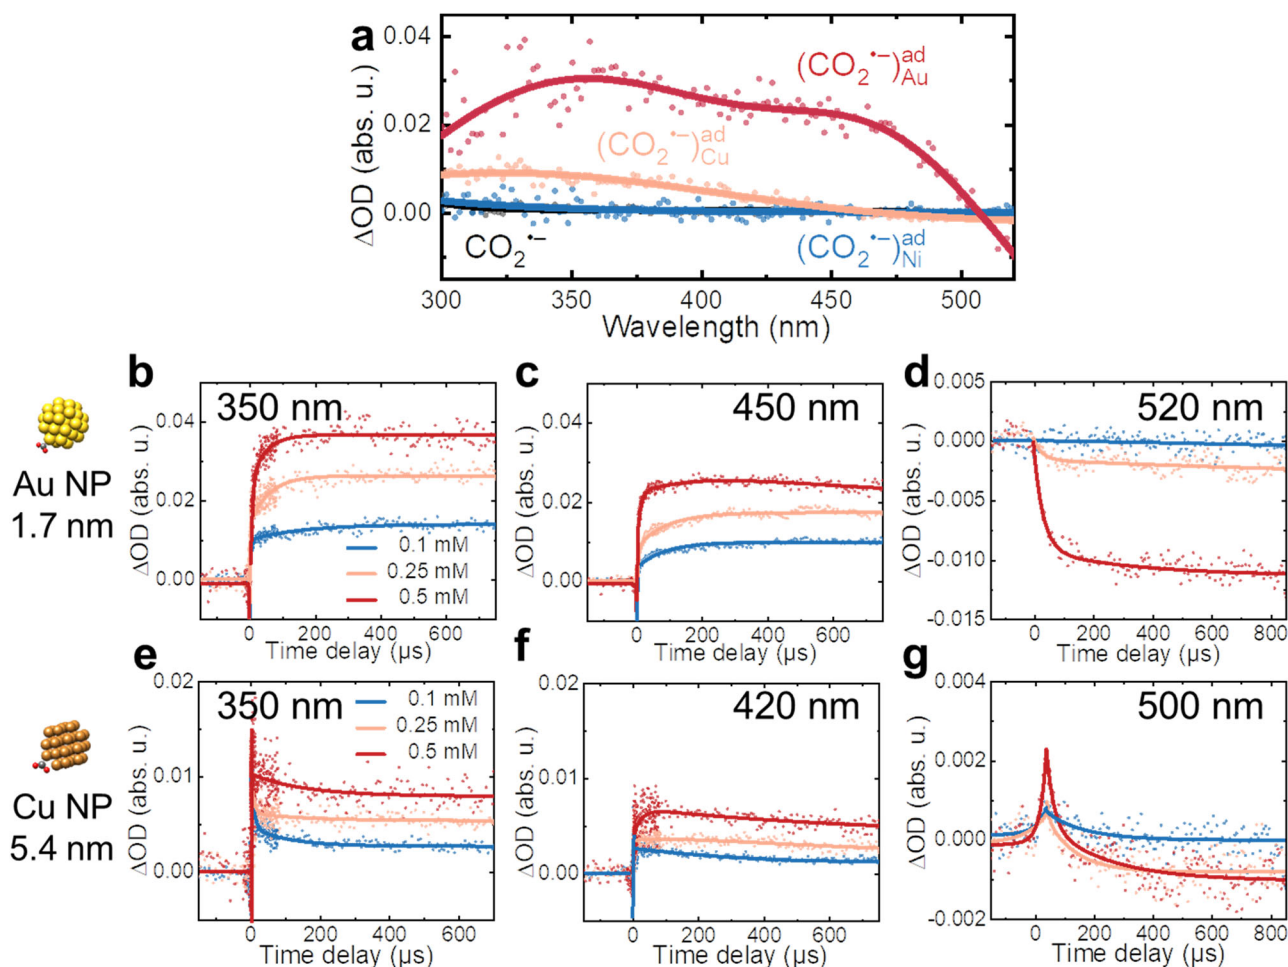 a
0.04
0.02
0.00
ΔOD (abs. u.)
(CO₂•−)ᵃᵈAu
(CO₂•−)ᵃᵈCu
CO₂•−
(CO₂•−)ᵃᵈNi
300 350 400 450 500
Wavelength (nm)
Au NP
1.7 nm
b
350 nm
0.04
0.02
0.00
ΔOD (abs. u.)
0.1 mM
0.25 mM
0.5 mM
0 200 400 600
Time delay (µs)
c
450 nm
0.04
0.02
0.00
ΔOD (abs. u.)
0 200 400 600
Time delay (µs)
d
520 nm
0.005
0.000
-0.005
-0.010
-0.015
ΔOD (abs. u.)
0 200 400 600 800
Time delay (µs)
Cu NP
5.4 nm
e
350 nm
0.02
0.01
0.00
ΔOD (abs. u.)
0.1 mM
0.25 mM
0.5 mM
0 200 400 600
Time delay (µs)
f
420 nm
0.02
0.01
0.00
ΔOD (abs. u.)
0 200 400 600
Time delay (µs)
g
500 nm
0.004
0.002
0.000
-0.002
ΔOD (abs. u.)
0 200 400 600 800
Time delay (µs)